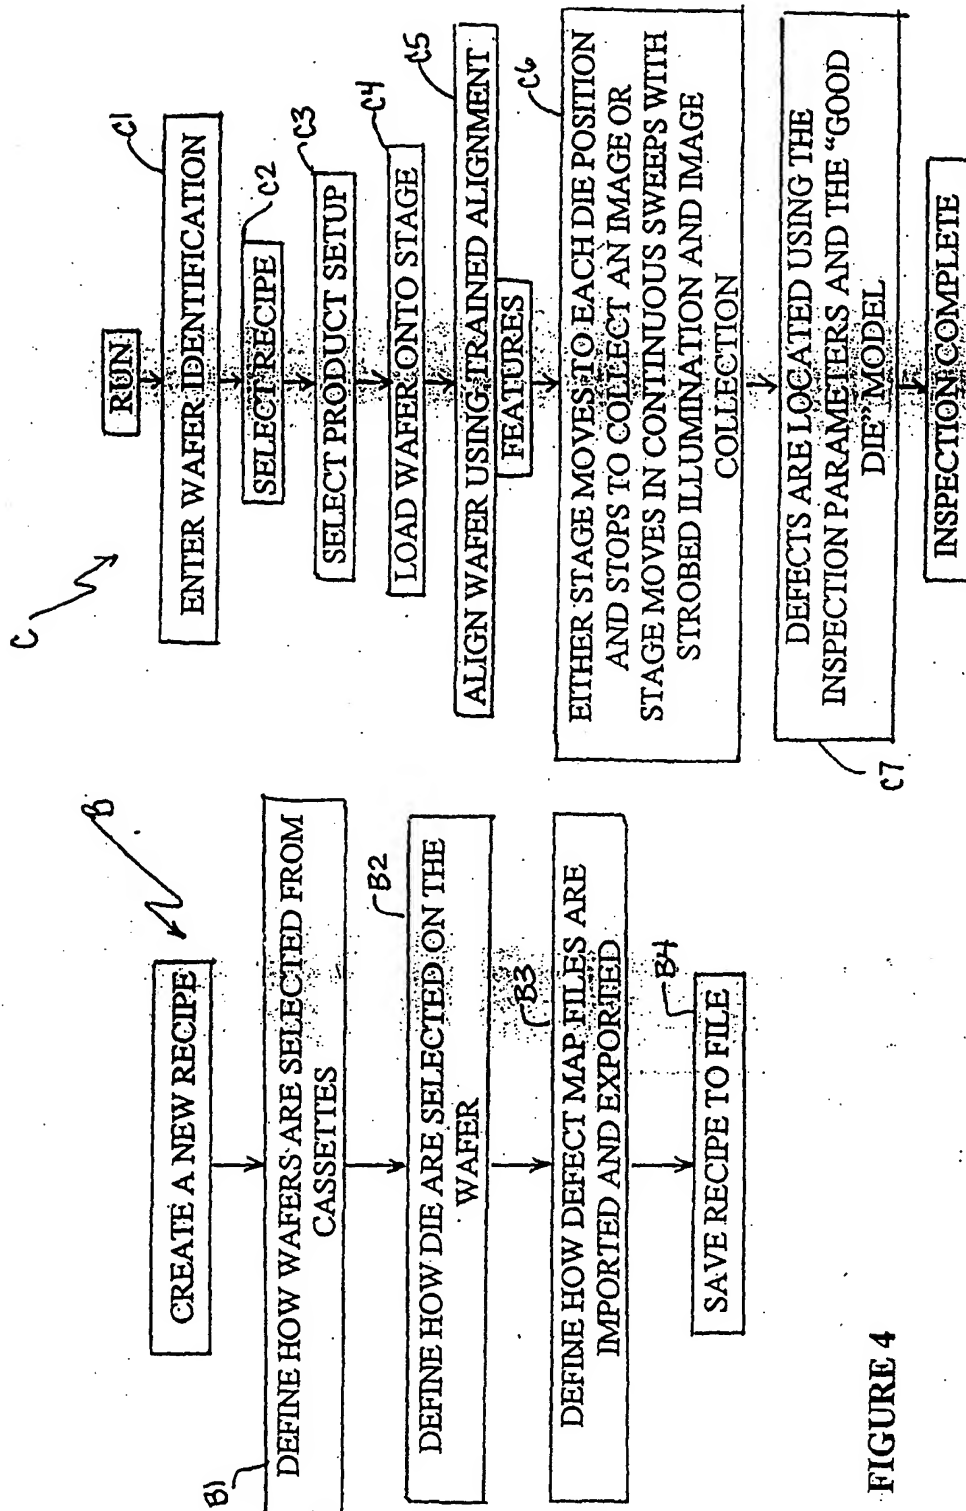 B
CREATE A NEW RECIPE
B1
DEFINE HOW WAFERS ARE SELECTED FROM
CASSETTES
B2
DEFINE HOW DIE ARE SELECTED ON THE
WAFER
B3
DEFINE HOW DEFECT MAP FILES ARE
IMPORTED AND EXPORTED
B4
SAVE RECIPE TO FILE
C
RUN
C1
ENTER WAFER IDENTIFICATION
C2
SELECT RECIPE
C3
SELECT PRODUCT SETUP
C4
LOAD WAFER ONTO STAGE
C5
ALIGN WAFER USING TRAINED ALIGNMENT
FEATURES
C6
EITHER STAGE MOVES TO EACH DIE POSITION
AND STOPS TO COLLECT AN IMAGE OR
STAGE MOVES IN CONTINUOUS SWEEPS WITH
STROBED ILLUMINATION AND IMAGE
COLLECTION
C7
DEFECTS ARE LOCATED USING THE
INSPECTION PARAMETERS AND THE "GOOD
DIE" MODEL
INSPECTION COMPLETE
FIGURE 4